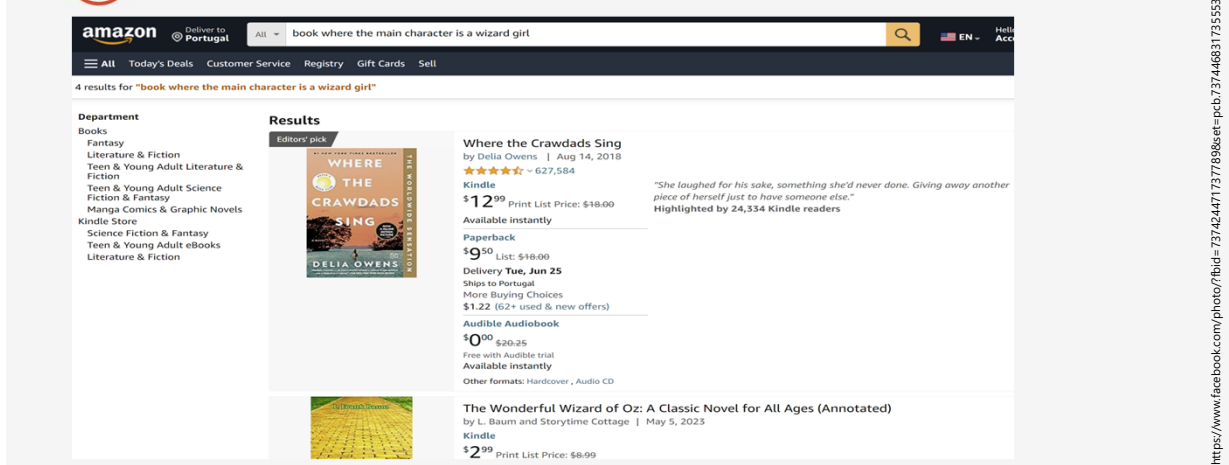 amazon
Deliver to
Portugal
All
book where the main character is a wizard girl
EN
Hello
Acc
All Today's Deals Customer Service Registry Gift Cards Sell
4 results for "book where the main character is a wizard girl"
Department
Books
Fantasy
Literature & Fiction
Teen & Young Adult Literature &
Fiction
Teen & Young Adult Science
Fiction & Fantasy
Manga Comics & Graphic Novels
Kindle Store
Science Fiction & Fantasy
Teen & Young Adult eBooks
Literature & Fiction
Results
Editors' pick
WHERE
THE
CRAWDADS
SING
DELIA OWENS
THE WORLDWIDE SENSATION
Where the Crawdads Sing
by Delia Owens | Aug 14, 2018
627,584
Kindle
$12.99 Print List Price: $18.00
Available instantly
"She laughed for his sake, something she'd never done. Giving away another
piece of herself just to have someone else."
Highlighted by 24,334 Kindle readers
Paperback
$9.50 List: $18.00
Delivery Tue, Jun 25
Ships to Portugal
More Buying Choices
$1.22 (62+ used & new offers)
Audible Audiobook
$0.00 $20.25
Free with Audible trial
Available instantly
Other formats: Hardcover , Audio CD
L. Frank Baum
The Wonderful Wizard of Oz: A Classic Novel for All Ages (Annotated)
by L. Baum and Storytime Cottage | May 5, 2023
Kindle
$2.99 Print List Price: $8.99
https://www.facebook.com/photo/?fbid=737424471737789&set=pcb.737446831735553